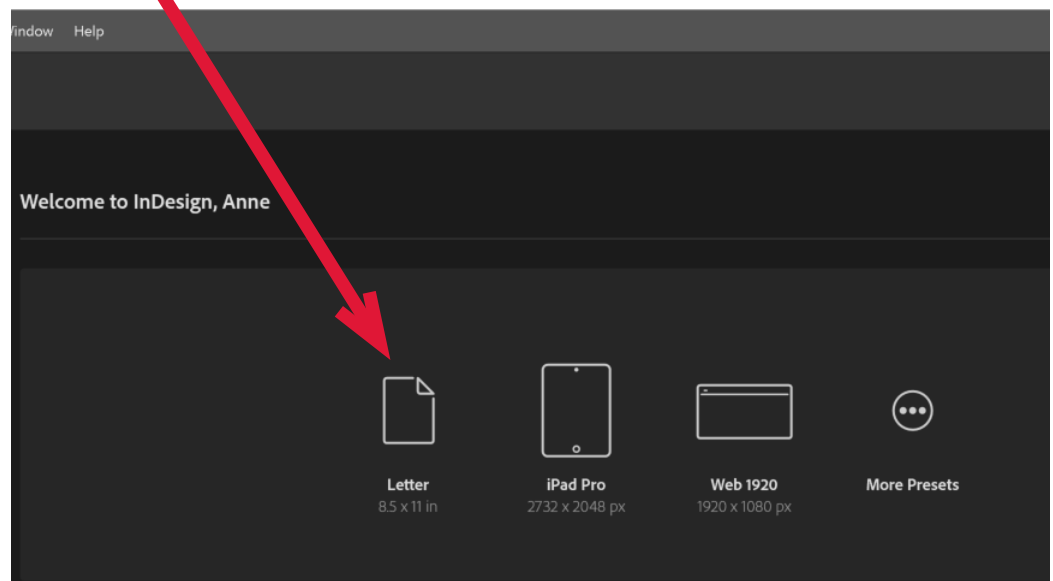 Help
Welcome to InDesign, Anne
Letter
8.5 x 11 in
iPad Pro
2732 x 2048 px
Web 1920
1920 x 1080 px
More Presets